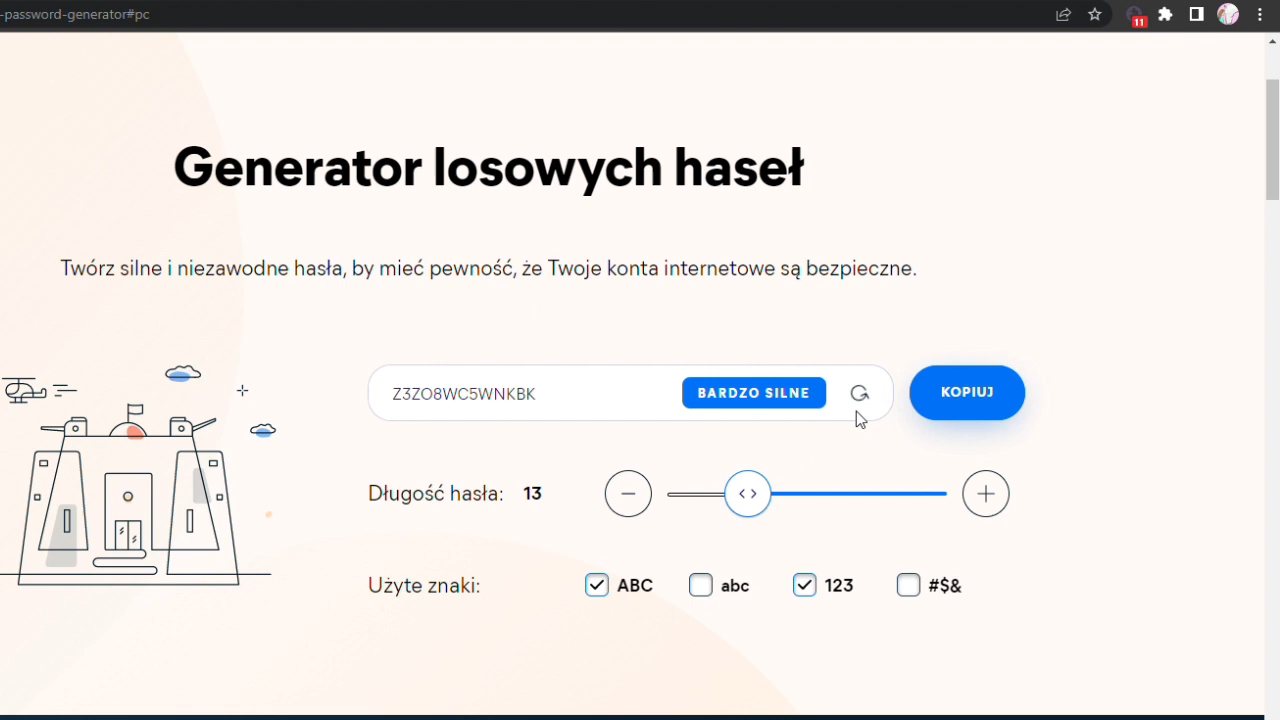 -password-generator#pc
11
Generator losowych haseł
Twórz silne i niezawodne hasła, by mieć pewność, że Twoje konta internetowe są bezpieczne.
Z3ZO8WC5WNKBK BARDZO SILNE KOPIUJ
Długość hasła: 13
Użyte znaki: ABC abc 123 #$&